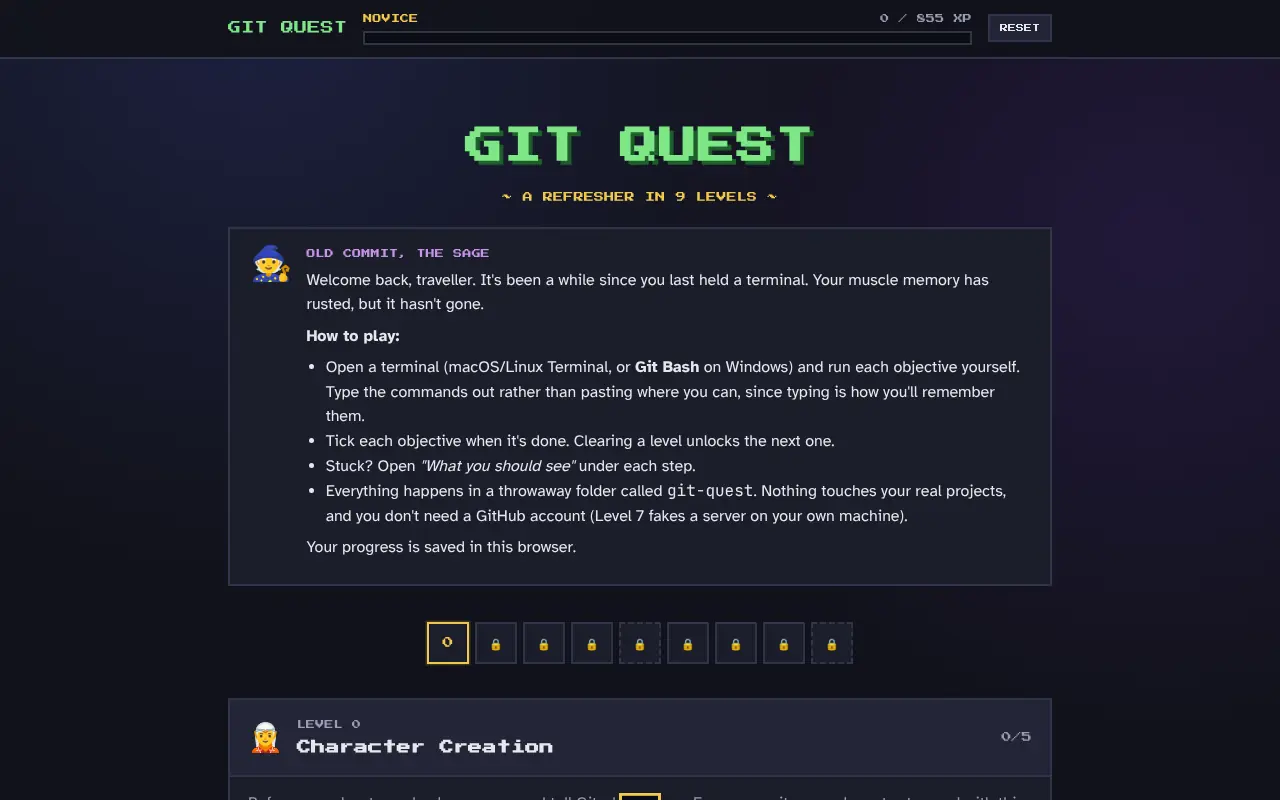 GIT QUEST
NOVICE
0 / 855 XP
RESET
GIT QUEST
~ A REFRESHER IN 9 LEVELS ~
OLD COMMIT, THE SAGE
Welcome back, traveller. It's been a while since you last held a terminal. Your muscle memory has
rusted, but it hasn't gone.
How to play:
• Open a terminal (macOS/Linux Terminal, or Git Bash on Windows) and run each objective yourself.
Type the commands out rather than pasting where you can, since typing is how you'll remember
them.
• Tick each objective when it's done. Clearing a level unlocks the next one.
• Stuck? Open "What you should see" under each step.
• Everything happens in a throwaway folder called git-quest. Nothing touches your real projects,
and you don't need a GitHub account (Level 7 fakes a server on your own machine).
Your progress is saved in this browser.
0
LEVEL 0
Character Creation
0/5